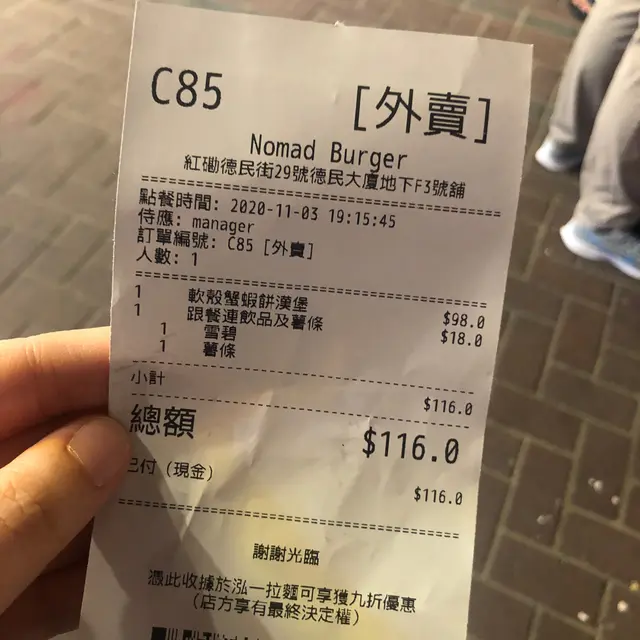 C85 [外賣]
Nomad Burger
紅磡德民街29號德民大廈地下F3號舖
點餐時間: 2020-11-03 19:15:45
侍應: manager
訂單編號: C85 [外賣]
人數: 1
1 軟殼蟹蝦餅漢堡 $98.0
1 跟餐連飲品及薯條 $18.0
1 雪碧
1 薯條
小計 $116.0
總額 $116.0
已付 (現金) $116.0
謝謝光臨
憑此收據於泓一拉麵可享獲九折優惠
(店方享有最終決定權)